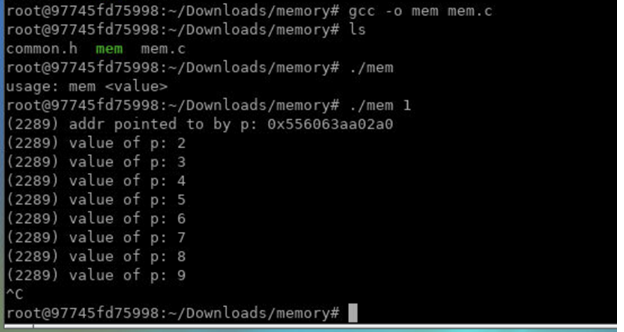 root@97745fd75998:~/Downloads/memory# gcc -o mem mem.c
root@97745fd75998:~/Downloads/memory# ls
common.h  mem  mem.c
root@97745fd75998:~/Downloads/memory# ./mem
usage: mem <value>
root@97745fd75998:~/Downloads/memory# ./mem 1
(2289) addr pointed to by p: 0x556063aa02a0
(2289) value of p: 2
(2289) value of p: 3
(2289) value of p: 4
(2289) value of p: 5
(2289) value of p: 6
(2289) value of p: 7
(2289) value of p: 8
(2289) value of p: 9
^C
root@97745fd75998:~/Downloads/memory#